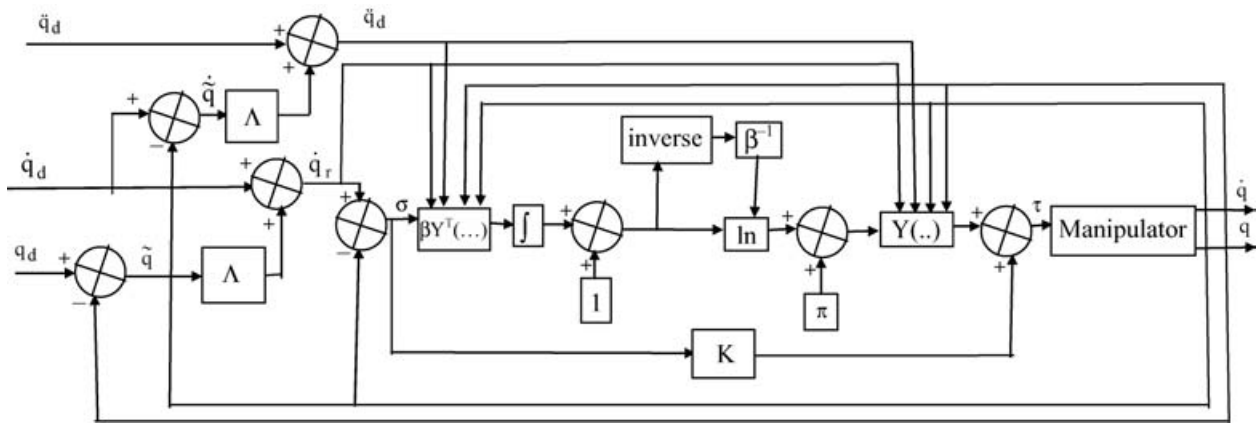 q̈d
q̈d
+
+
q̃̇
+
Λ
−
inverse
β⁻¹
q̇d
+
q̇r
+
+
σ
βYᵀ(…)
∫
+
+
1
ln
+
+
π
Y(..)
+
+
τ
Manipulator
q̇
q
−
qd
+
q̃
Λ
−
K